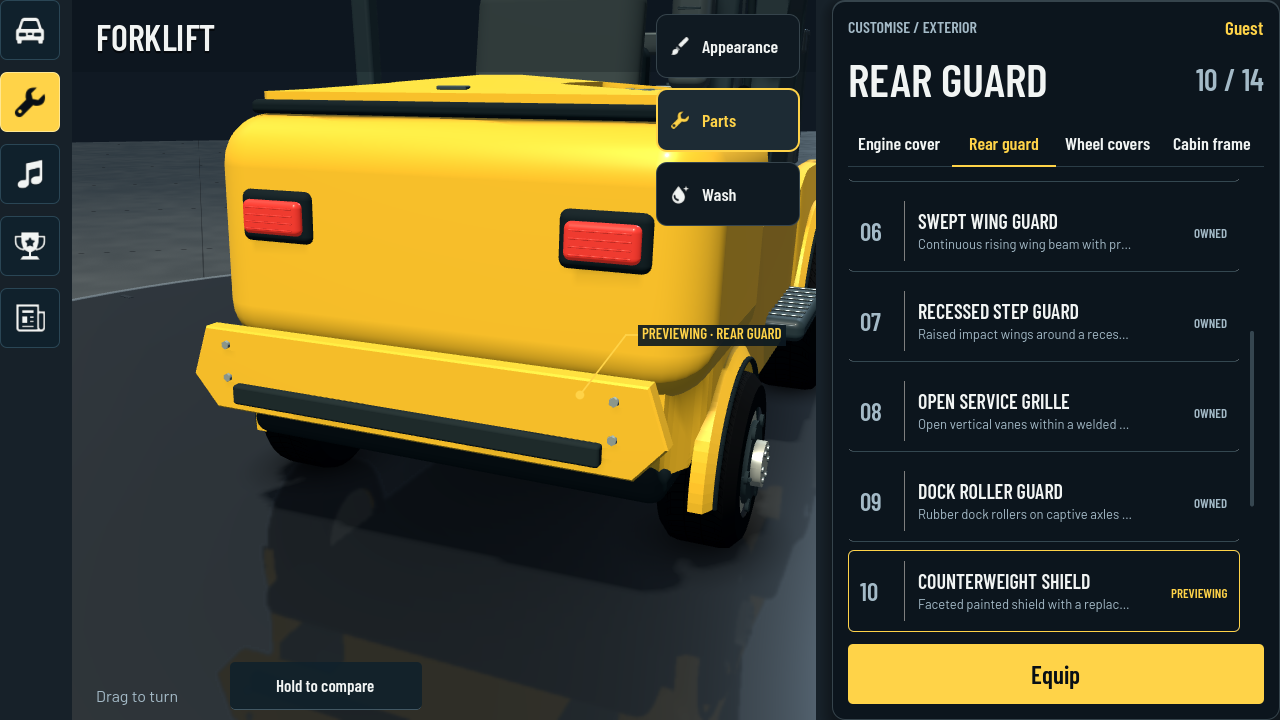 FORKLIFT
Appearance
Parts
Wash
PREVIEWING · REAR GUARD
Drag to turn
Hold to compare
CUSTOMISE / EXTERIOR
Guest
REAR GUARD
10 / 14
Engine cover
Rear guard
Wheel covers
Cabin frame
06
SWEPT WING GUARD
Continuous rising wing beam with pr...
OWNED
07
RECESSED STEP GUARD
Raised impact wings around a reces...
OWNED
08
OPEN SERVICE GRILLE
Open vertical vanes within a welded ...
OWNED
09
DOCK ROLLER GUARD
Rubber dock rollers on captive axles ...
OWNED
10
COUNTERWEIGHT SHIELD
Faceted painted shield with a replac...
PREVIEWING
Equip